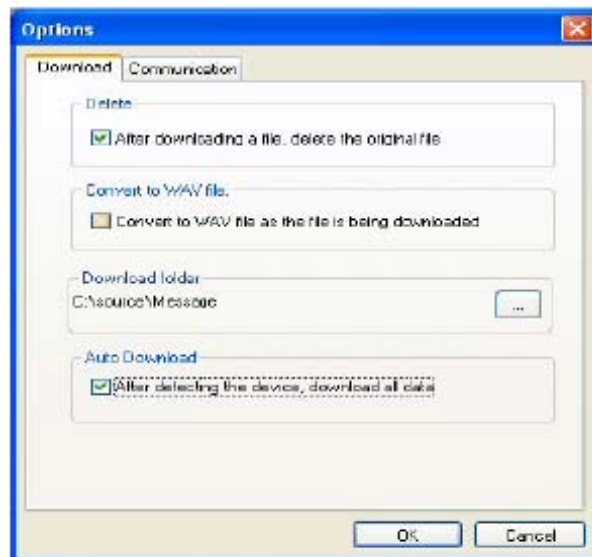 Options
Download Communication
Delete
After downloading a file, delete the original file
Convert to WAV file.
Convert to WAV file as the file is being downloaded
Download folder
C:\source\Message
...
Auto Download
After detecting the device, download all data
OK Cancel